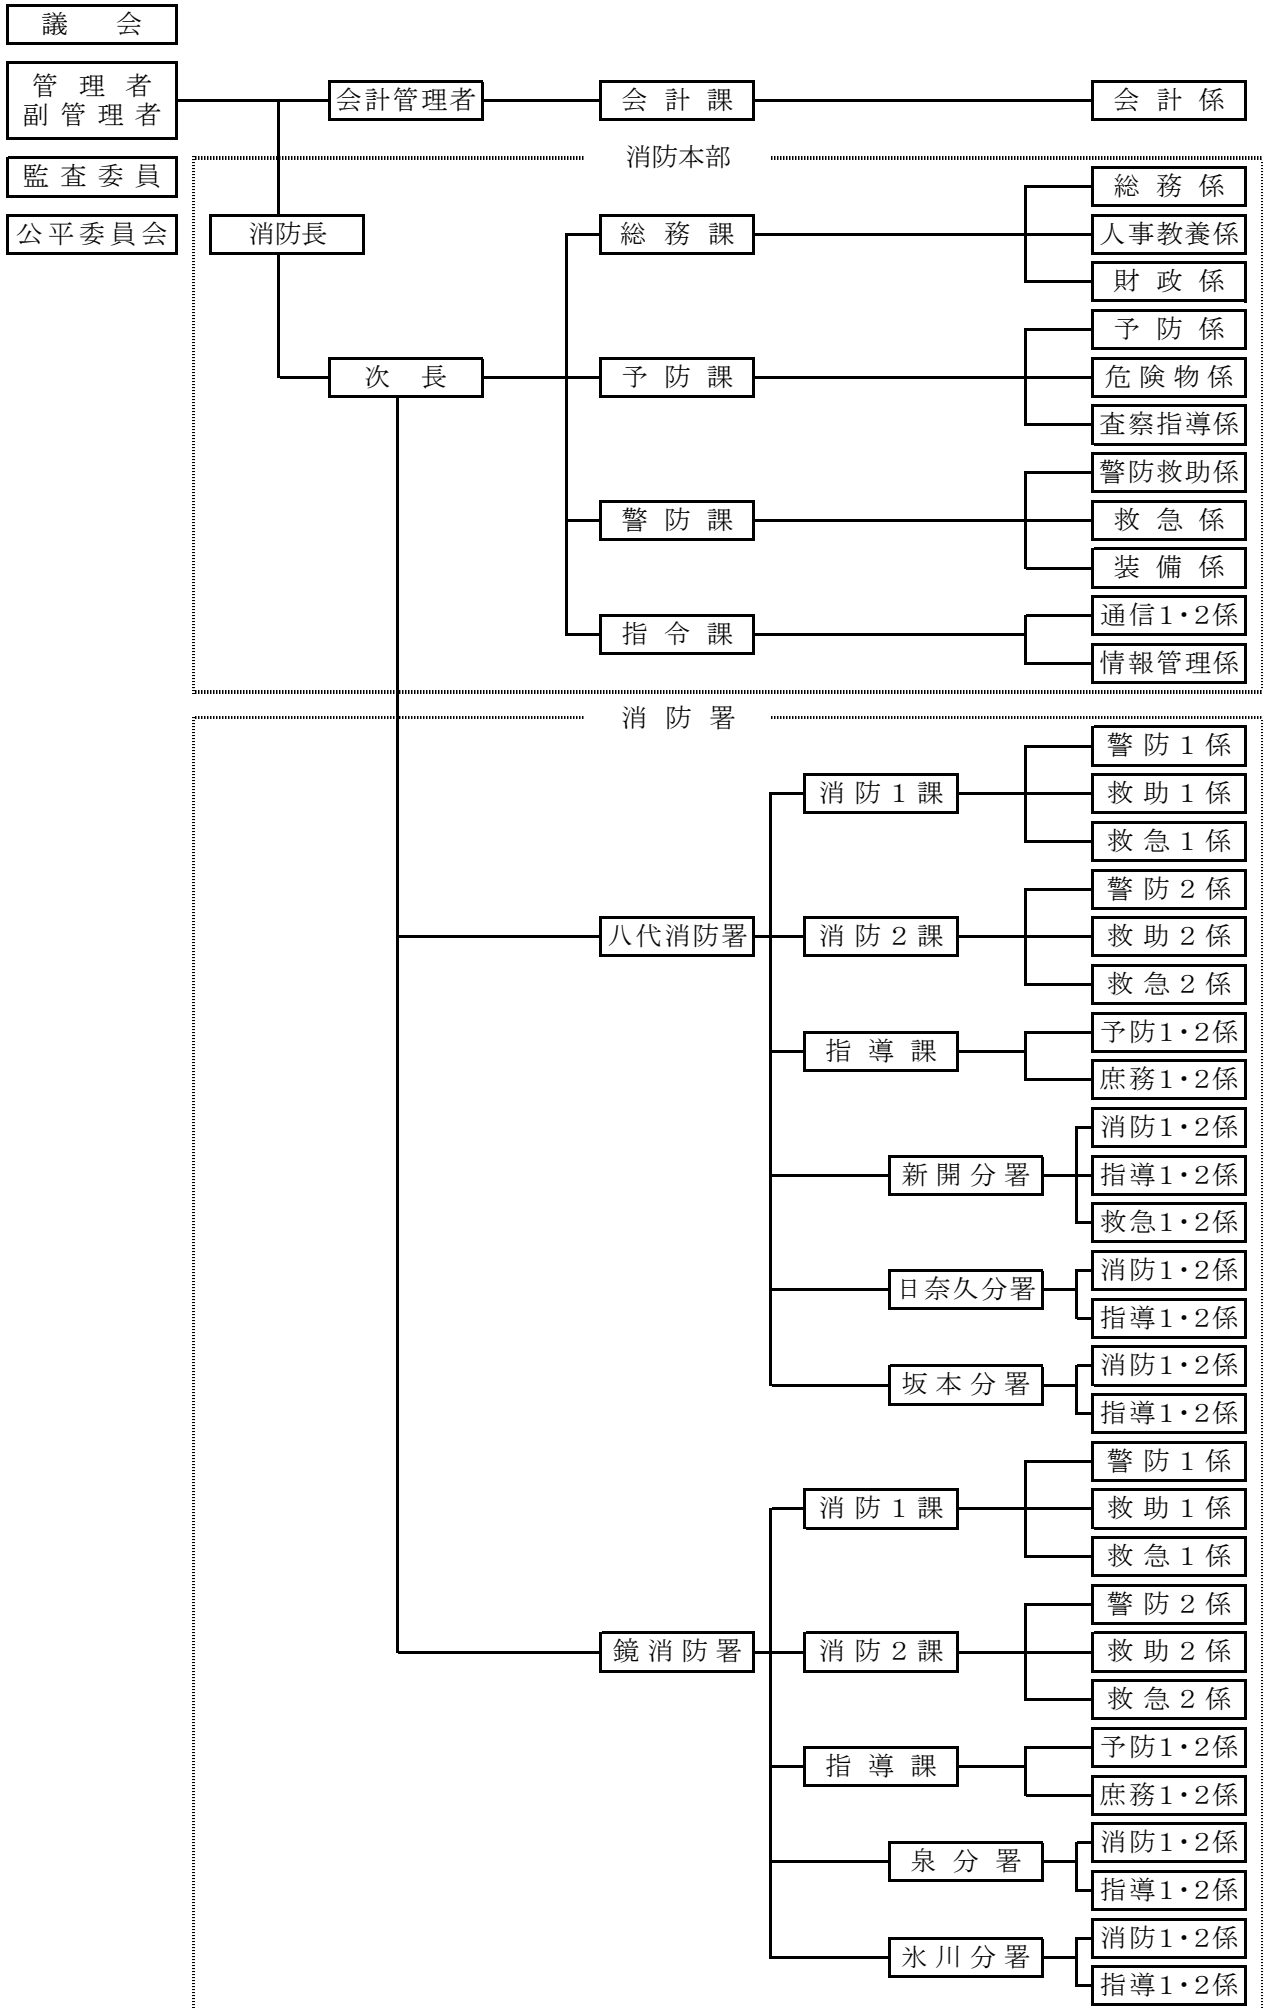 議会
管理者
副管理者
会計管理者
会計課
会計係
監査委員
公平委員会
消防本部
消防長
次長
総務課
総務係
人事教養係
財政係
予防課
予防係
危険物係
査察指導係
警防課
警防救助係
救急係
装備係
指令課
通信1・2係
情報管理係
消防署
八代消防署
消防1課
警防1係
救助1係
救急1係
消防2課
警防2係
救助2係
救急2係
指導課
予防1・2係
庶務1・2係
新開分署
消防1・2係
指導1・2係
救急1・2係
日奈久分署
消防1・2係
指導1・2係
坂本分署
消防1・2係
指導1・2係
鏡消防署
消防1課
警防1係
救助1係
救急1係
消防2課
警防2係
救助2係
救急2係
指導課
予防1・2係
庶務1・2係
泉分署
消防1・2係
指導1・2係
氷川分署
消防1・2係
指導1・2係